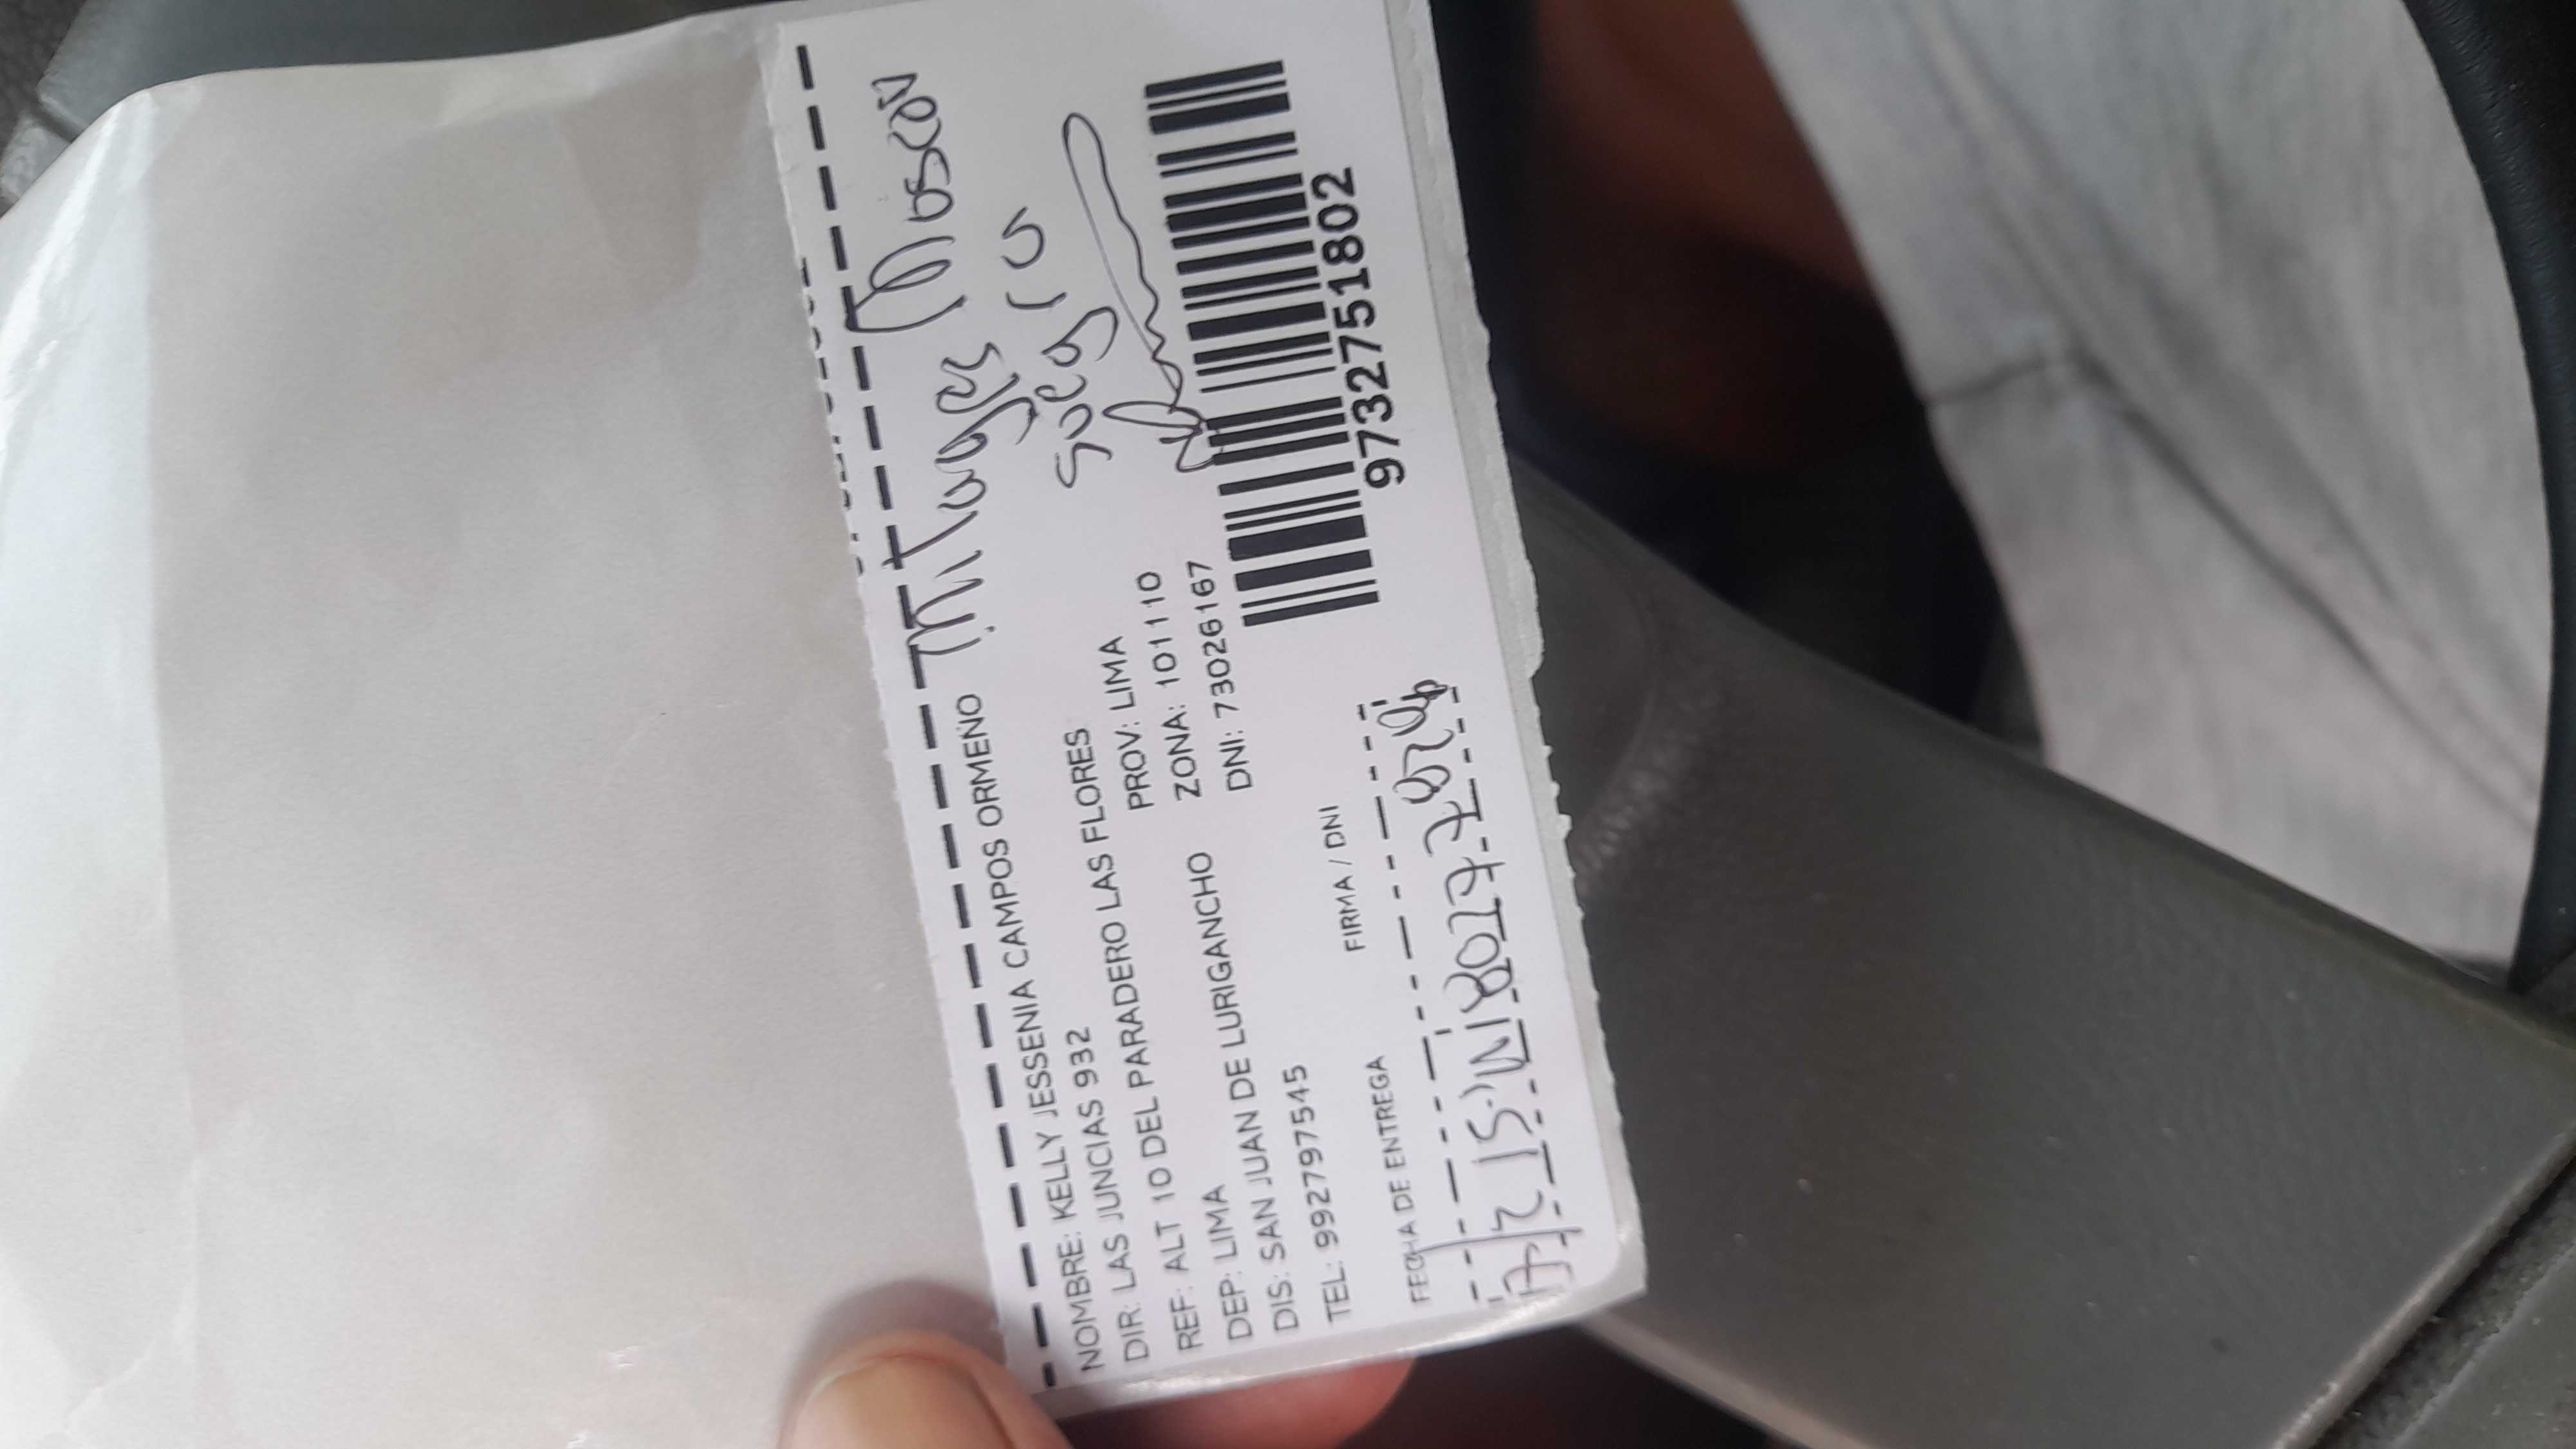 NOMBRE: KELLY JESSENIA CAMPOS ORMEÑO
DIR: LAS JUNCIAS 932
REF: ALT 10 DEL PARADERO LAS FLORES
DEP: LIMA PROV: LIMA
DIS: SAN JUAN DE LURIGANCHO ZONA: 101110
TEL: 992797545 DNI: 73026167
FECHA DE ENTREGA FIRMA / DNI
Milagros
9732751802